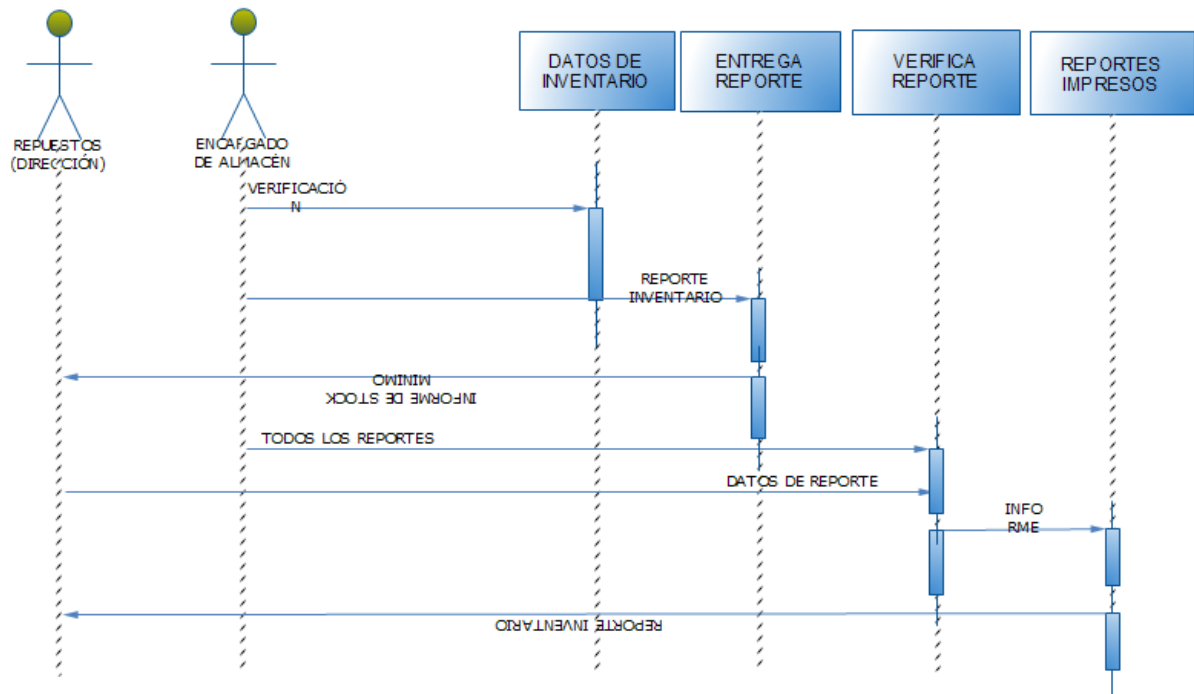 DATOS DE
INVENTARIO
ENTREGA
REPORTE
VERIFICA
REPORTE
REPORTES
IMPRESOS
REPUESTOS
(DIRECCIÓN)
ENCAFGADO
DE ALMACÉN
VERIFICACIÓ
N
REPORTE
INVENTARIO
INFORME DE STOCK
MINIMO
TODOS LOS REPORTES
DATOS DE REPORTE
INFO
RME
REPORTE INVENTARIO